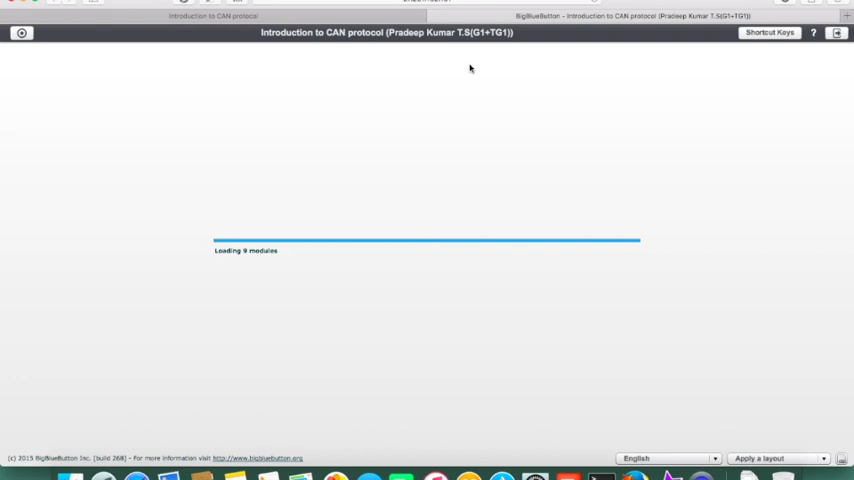 Introduction to CAN protocol
BigBlueButton - Introduction to CAN protocol (Pradeep Kumar T.S(G1+TG1))
Introduction to CAN protocol (Pradeep Kumar T.S(G1+TG1))
Shortcut Keys
?
Loading 9 modules
(c) 2015 BigBlueButton Inc. [build 268] - For more information visit http://www.bigbluebutton.org
English
Apply a layout